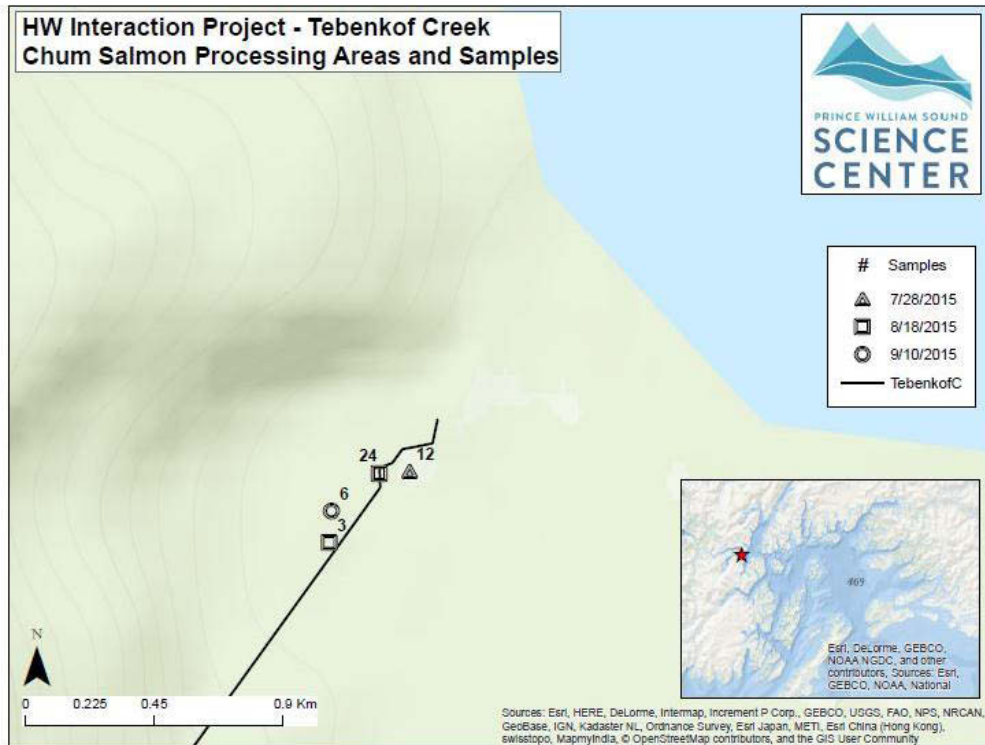 HW Interaction Project - Tebenkof Creek
Chum Salmon Processing Areas and Samples
PRINCE WILLIAM SOUND
SCIENCE
CENTER
# Samples
7/28/2015
8/18/2015
9/10/2015
TebenkofC
24
12
6
3
469
Esri, DeLorme, GEBCO,
NOAA NGDC, and other
contributors, Sources: Esri,
GEBCO, NOAA, National
N
0 0.225 0.45 0.9 Km
Sources: Esri, HERE, DeLorme, Intermap, Increment P Corp., GEBCO, USGS, FAO, NPS, NRCAN,
GeoBase, IGN, Kadaster NL, Ordnance Survey, Esri Japan, METI, Esri China (Hong Kong),
swisstopo, MapmyIndia, © OpenStreetMap contributors, and the GIS User Community